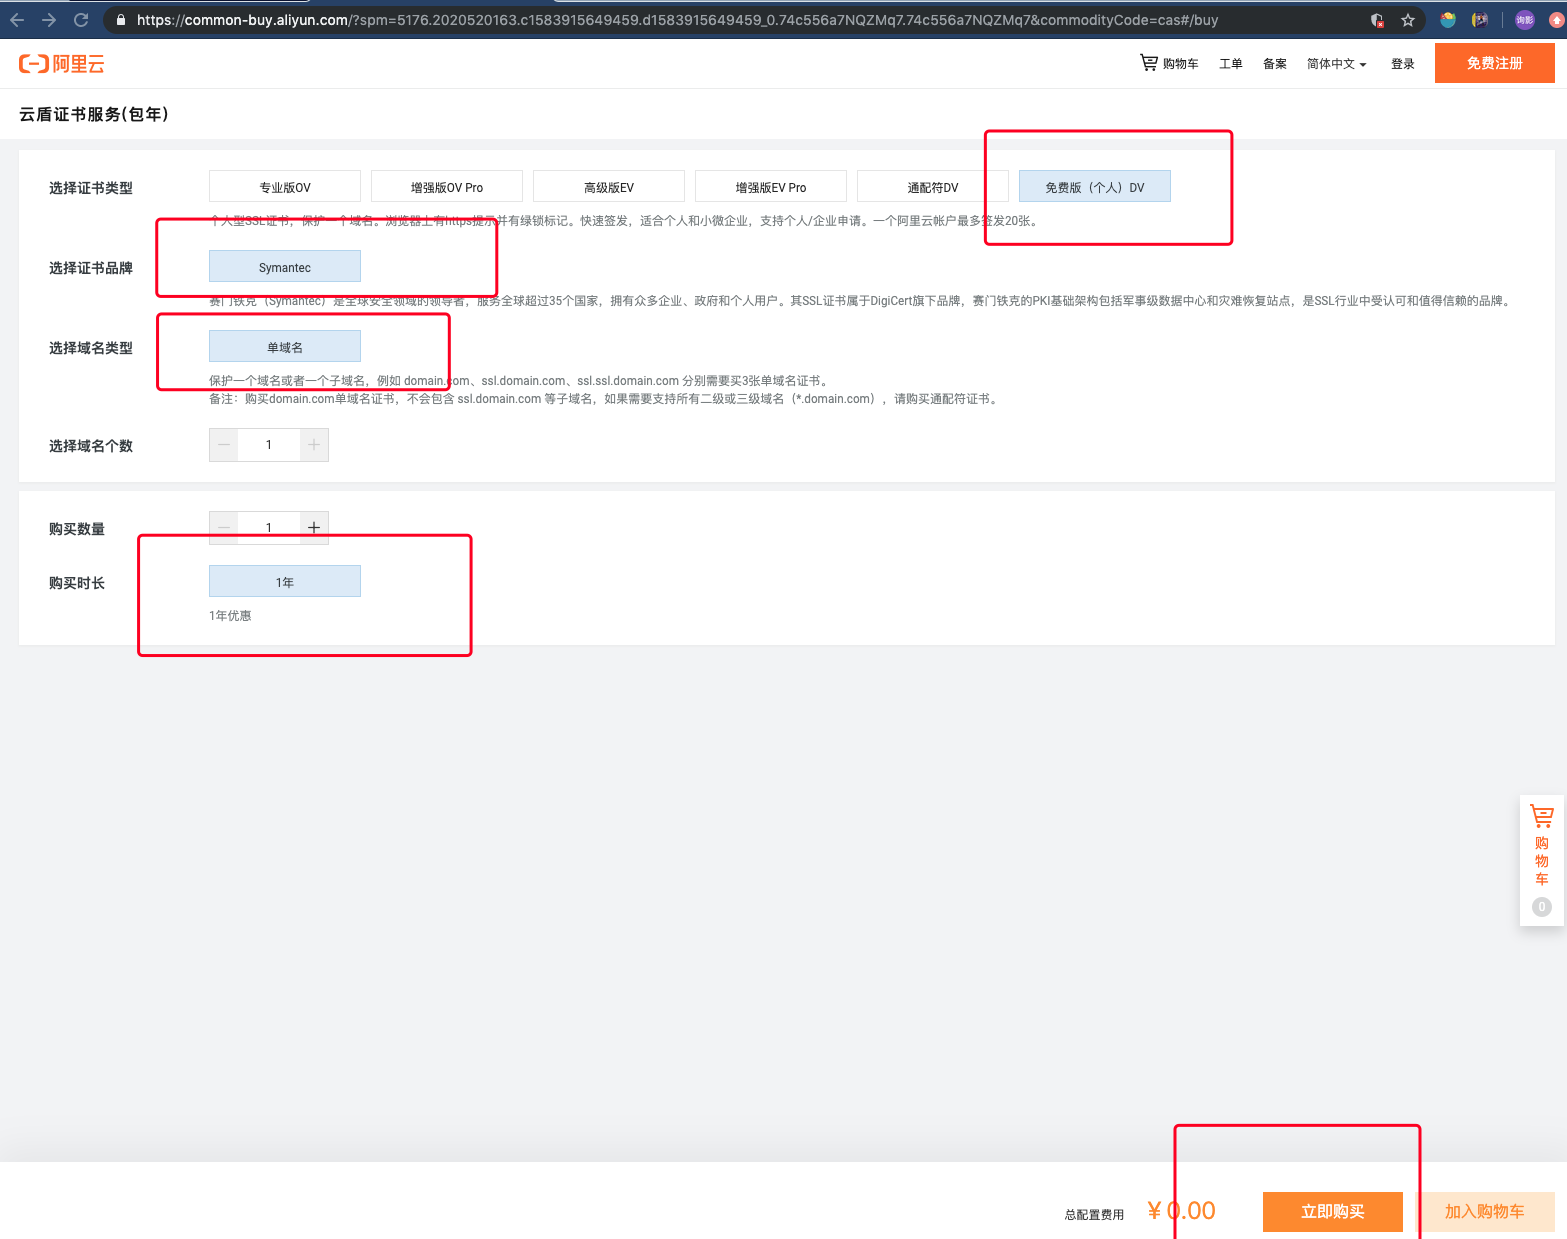 https://common-buy.aliyun.com/?spm=5176.2020520163.c1583915649459.d1583915649459_0.74c556a7NQZMq7.74c556a7NQZMq7&commodityCode=cas#/buy
询影
阿里云
购物车 工单 备案 简体中文 登录 免费注册
云盾证书服务(包年)
选择证书类型 专业版OV 增强版OV Pro 高级版EV 增强版EV Pro 通配符DV 免费版（个人）DV
个人型SSL证书，保护一个域名。浏览器上有https提示并有绿锁标记。快速签发，适合个人和小微企业，支持个人/企业申请。一个阿里云帐户最多签发20张。
选择证书品牌 Symantec
赛门铁克（Symantec）是全球安全领域的领导者，服务全球超过35个国家，拥有众多企业、政府和个人用户。其SSL证书属于DigiCert旗下品牌，赛门铁克的PKI基础架构包括军事级数据中心和灾难恢复站点，是SSL行业中受认可和值得信赖的品牌。
选择域名类型 单域名
保护一个域名或者一个子域名，例如 domain.com、ssl.domain.com、ssl.ssl.domain.com 分别需要买3张单域名证书。
备注：购买domain.com单域名证书，不会包含 ssl.domain.com 等子域名，如果需要支持所有二级或三级域名（*.domain.com），请购买通配符证书。
选择域名个数 1
购买数量 1
购买时长 1年
1年优惠
购
物
车
0
总配置费用 ¥0.00 立即购买 加入购物车